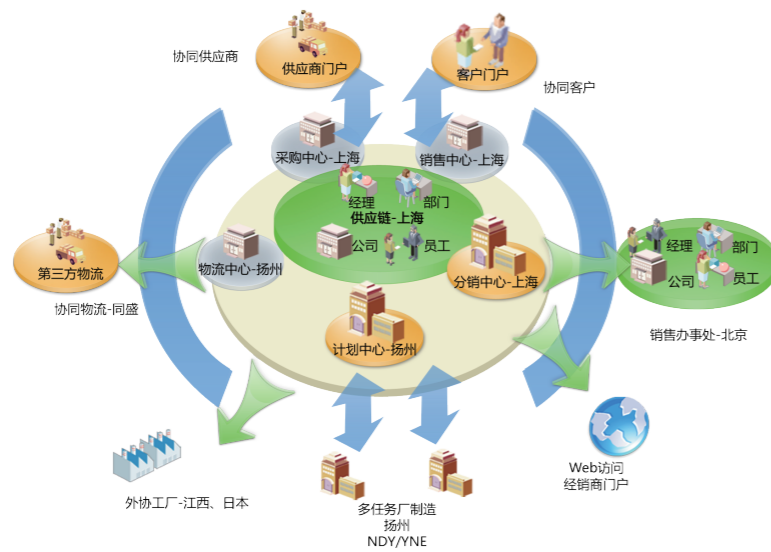 协同供应商
供应商门户
客户门户
协同客户
采购中心-上海
销售中心-上海
经理
部门
供应链-上海
公司
员工
第三方物流
物流中心-扬州
分销中心-上海
经理
部门
公司
员工
协同物流-同盛
销售办事处-北京
计划中心-扬州
外协工厂-江西、日本
多任务厂制造
扬州
NDY/YNE
Web访问
经销商门户